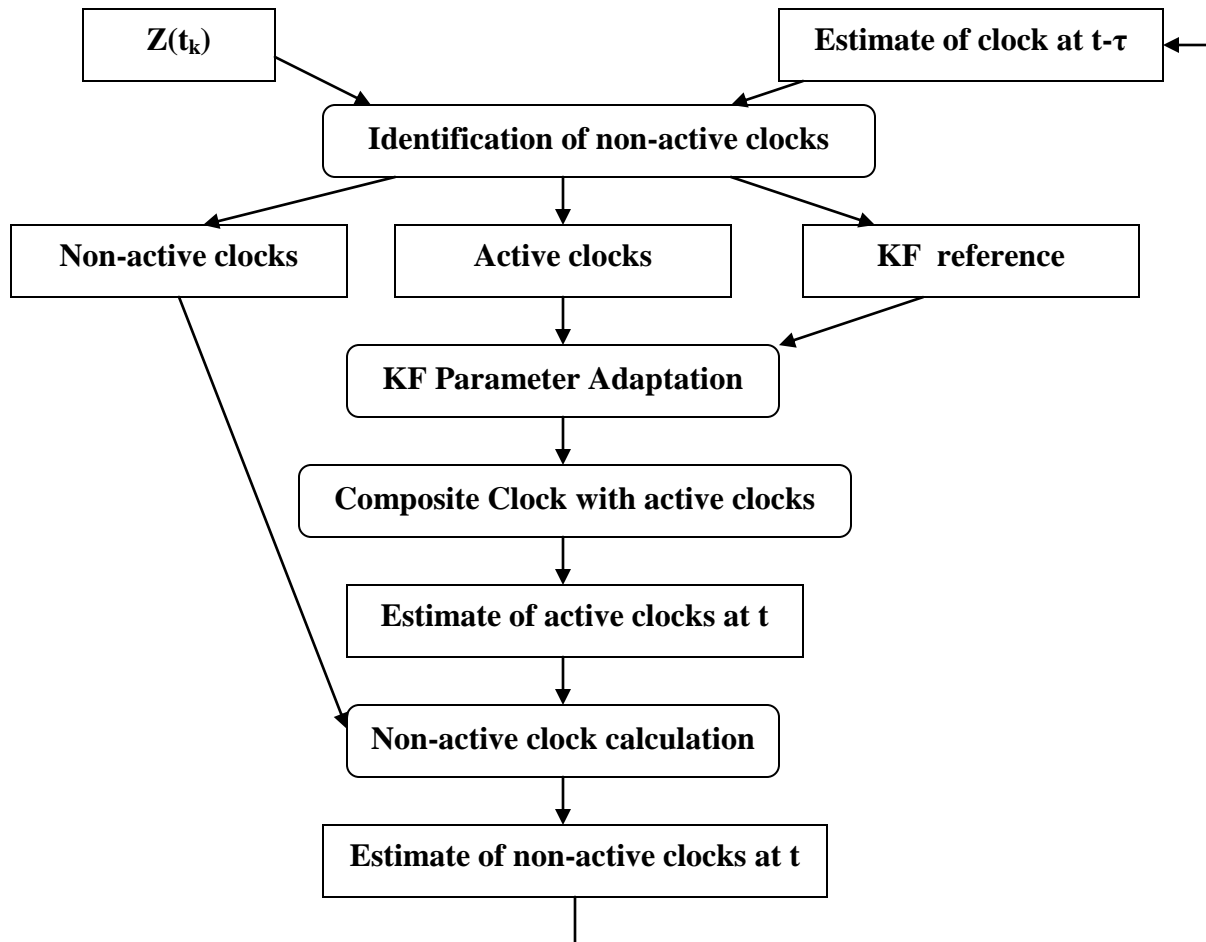 Z(tk)
Estimate of clock at t-τ
Identification of non-active clocks
Non-active clocks
Active clocks
KF reference
KF Parameter Adaptation
Composite Clock with active clocks
Estimate of active clocks at t
Non-active clock calculation
Estimate of non-active clocks at t